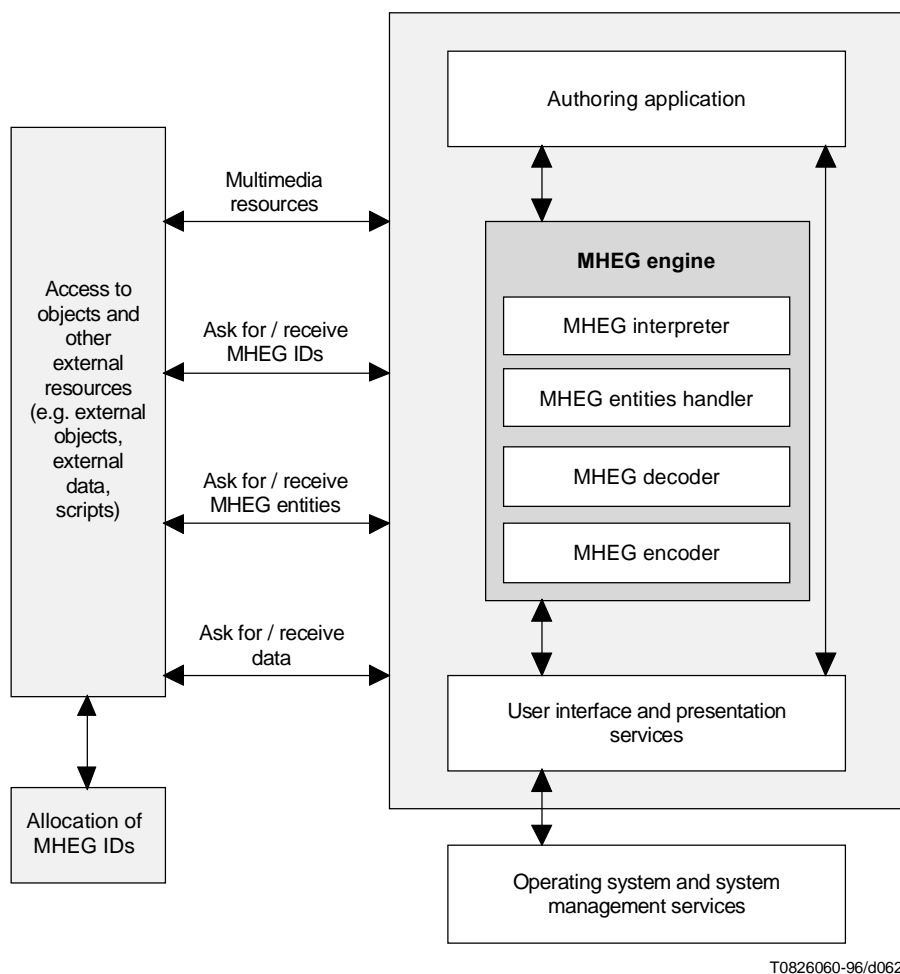 Authoring application
Multimedia
resources
MHEG engine
Access to
objects and
other
external
resources
(e.g. external
objects,
external
data,
scripts)
MHEG interpreter
Ask for / receive
MHEG IDs
MHEG entities handler
Ask for / receive
MHEG entities
MHEG decoder
MHEG encoder
Ask for / receive
data
User interface and presentation
services
Allocation of
MHEG IDs
Operating system and system
management services
T0826060-96/d062